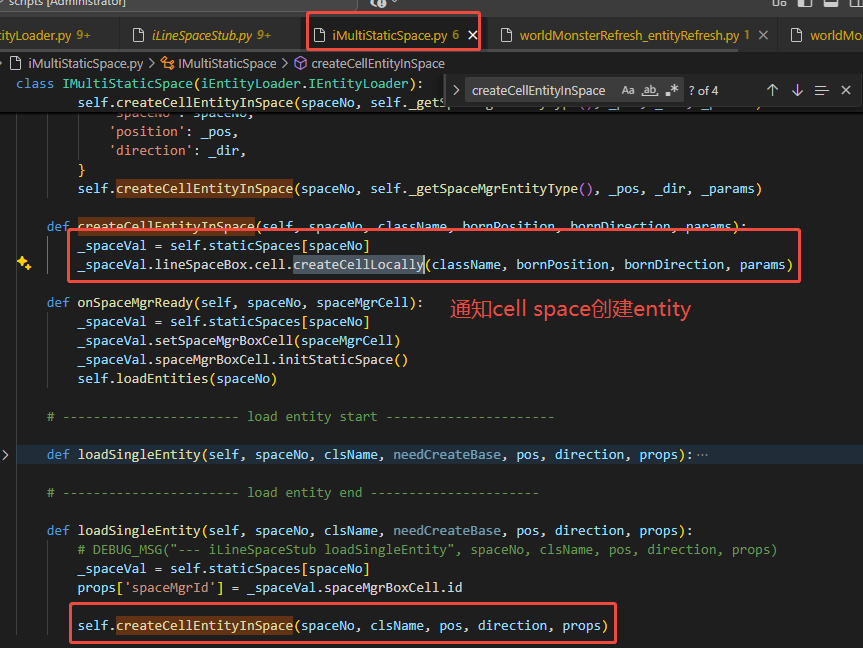 scripts [Administrator]
tityLoader.py 9+
iLineSpaceStub.py 9+
iMultiStaticSpace.py 6
worldMonsterRefresh_entityRefresh.py 1
worldMo
iMultiStaticSpace.py > IMultiStaticSpace > createCellEntityInSpace
class IMultiStaticSpace(iEntityLoader.IEntityLoader):
createCellEntityInSpace
Aa
ab
.*
? of 4
'spaceNo': spaceNo,
'position': _pos,
'direction': _dir,
}
self.createCellEntityInSpace(spaceNo, self._getSpaceMgrEntityType(), _pos, _dir, _params)
def createCellEntityInSpace(self, spaceNo, className, bornPosition, bornDirection, params):
_spaceVal = self.staticSpaces[spaceNo]
_spaceVal.lineSpaceBox.cell.createCellLocally(className, bornPosition, bornDirection, params)
def onSpaceMgrReady(self, spaceNo, spaceMgrCell):
通知cell space创建entity
_spaceVal = self.staticSpaces[spaceNo]
_spaceVal.setSpaceMgrBoxCell(spaceMgrCell)
_spaceVal.spaceMgrBoxCell.initStaticSpace()
self.loadEntities(spaceNo)
# ----------------------- load entity start ----------------------
def loadSingleEntity(self, spaceNo, clsName, needCreateBase, pos, direction, props):···
# ----------------------- load entity end ----------------------
def loadSingleEntity(self, spaceNo, clsName, needCreateBase, pos, direction, props):
# DEBUG_MSG("--- iLineSpaceStub loadSingleEntity", spaceNo, clsName, pos, direction, props)
_spaceVal = self.staticSpaces[spaceNo]
props['spaceMgrId'] = _spaceVal.spaceMgrBoxCell.id
self.createCellEntityInSpace(spaceNo, clsName, pos, direction, props)